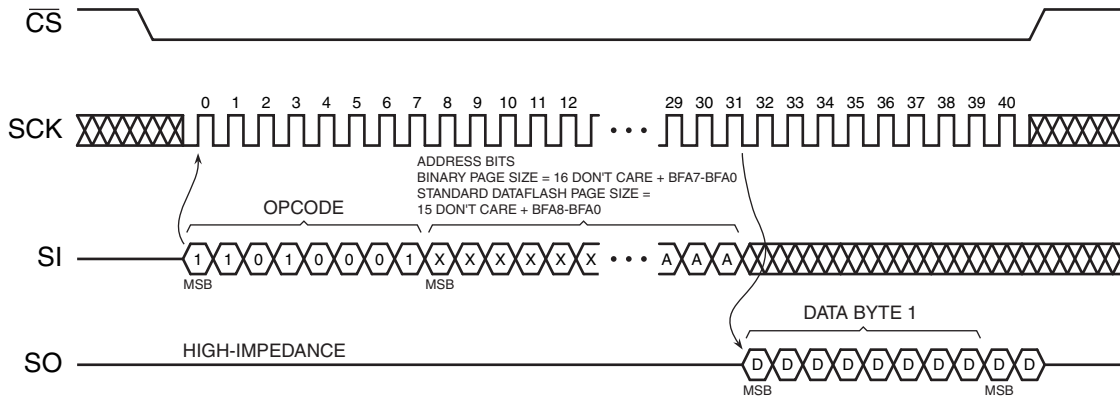 CS
SCK
0 1 2 3 4 5 6 7 8 9 10 11 12 29 30 31 32 33 34 35 36 37 38 39 40
ADDRESS BITS
BINARY PAGE SIZE = 16 DON'T CARE + BFA7-BFA0
STANDARD DATAFLASH PAGE SIZE =
15 DON'T CARE + BFA8-BFA0
OPCODE
SI
1 1 0 1 0 0 0 1 X X X X X X A A A
MSB MSB
DATA BYTE 1
SO
HIGH-IMPEDANCE
D D D D D D D D D D
MSB MSB